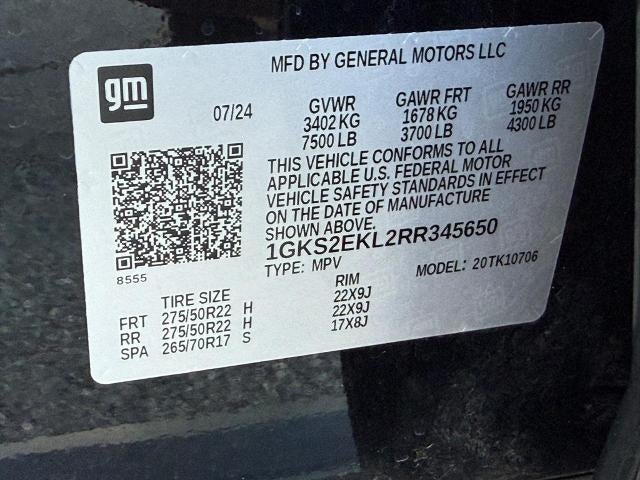 MFD BY GENERAL MOTORS LLC
gm
07/24 GVWR GAWR FRT GAWR RR
3402 KG 1678 KG 1950 KG
7500 LB 3700 LB 4300 LB
THIS VEHICLE CONFORMS TO ALL
APPLICABLE U.S. FEDERAL MOTOR
VEHICLE SAFETY STANDARDS IN EFFECT
ON THE DATE OF MANUFACTURE
SHOWN ABOVE.
1GKS2EKL2RR345650
8555
TYPE: MPV MODEL: 20TK10706
TIRE SIZE RIM
FRT 275/50R22 H 22X9J
RR 275/50R22 H 22X9J
SPA 265/70R17 S 17X8J